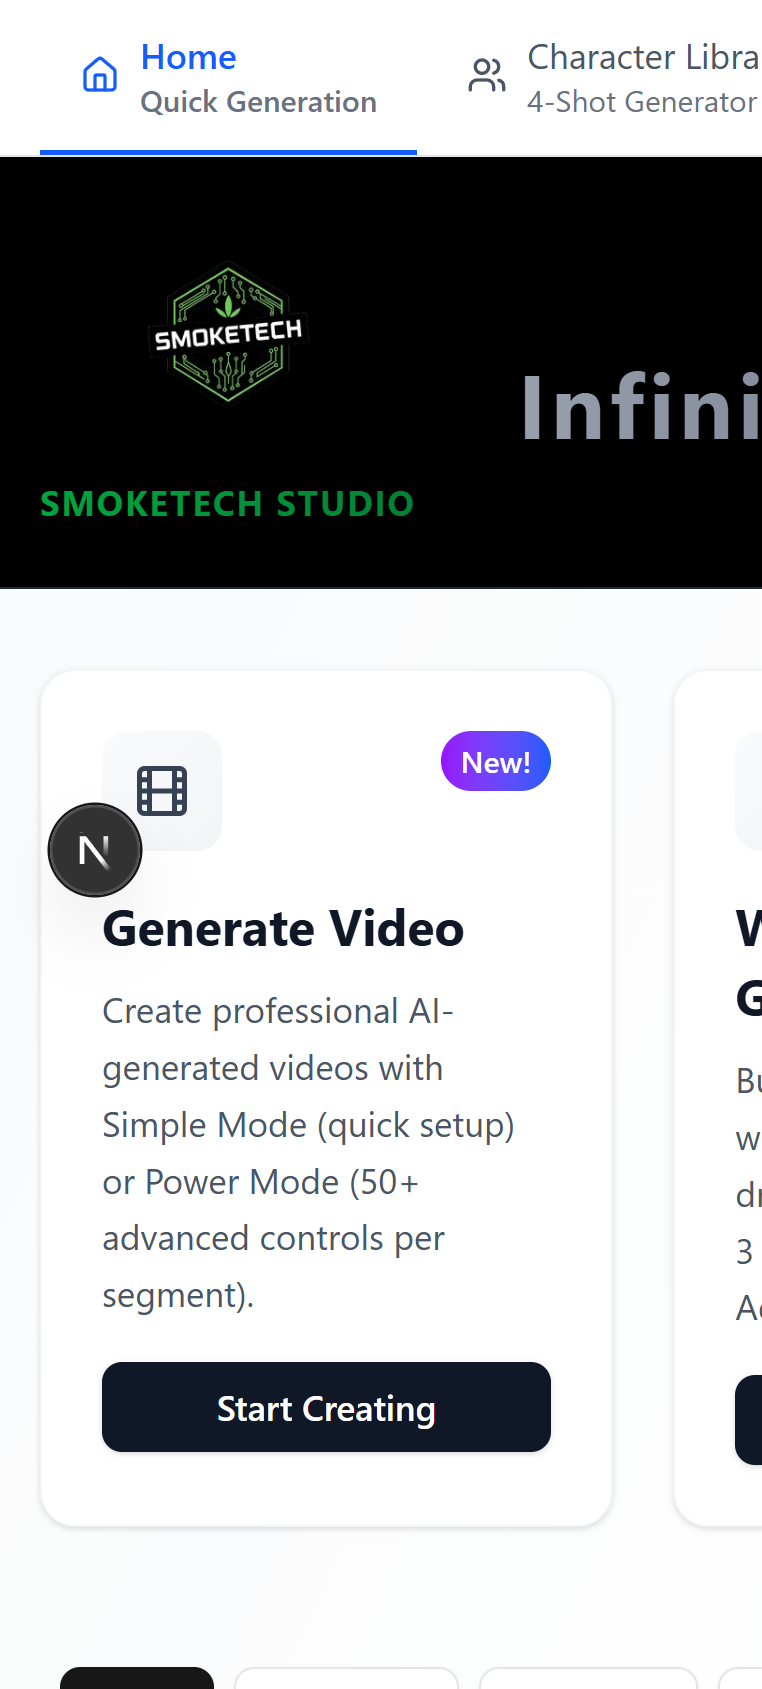 Home
Quick Generation
Character Libra
4-Shot Generator
SMOKETECH
Infini
SMOKETECH STUDIO
New!
N
Generate Video
Create professional AI-
generated videos with
Simple Mode (quick setup)
or Power Mode (50+
advanced controls per
segment).
Start Creating
W
G
Bu
w
dr
3
Ac